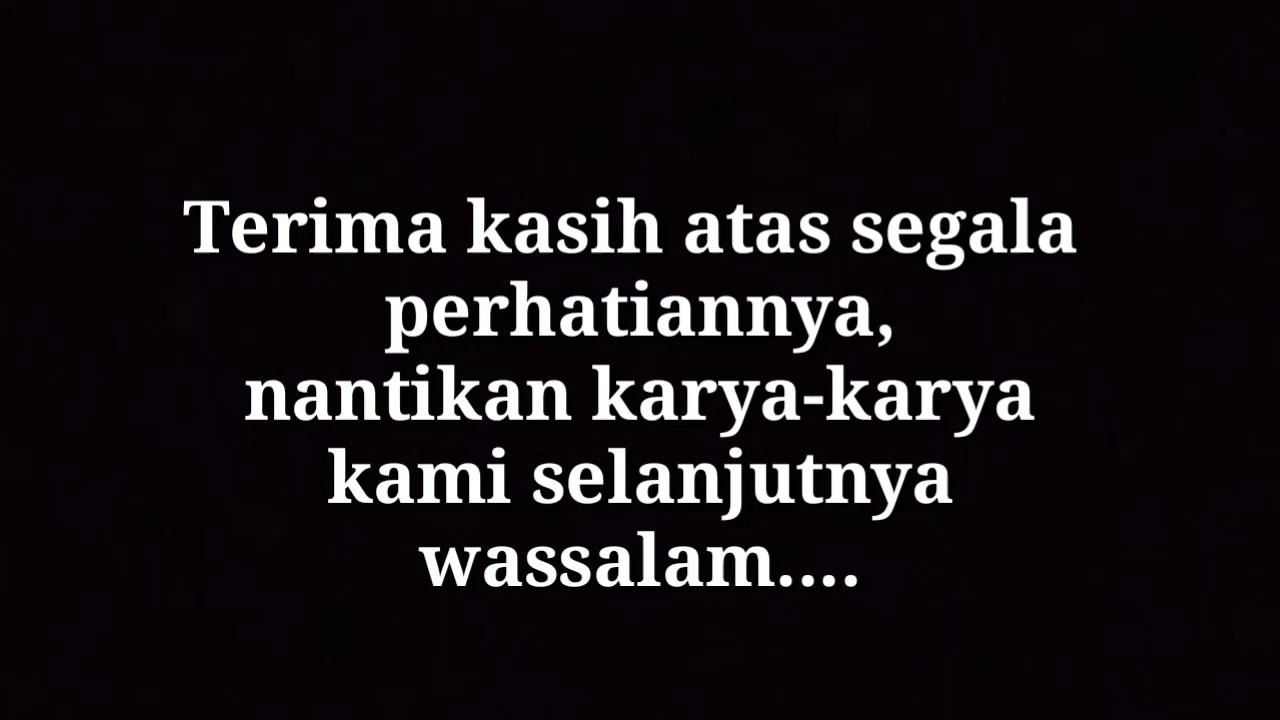 Terima kasih atas segala
perhatiannya,
nantikan karya-karya
kami selanjutnya
wassalam....